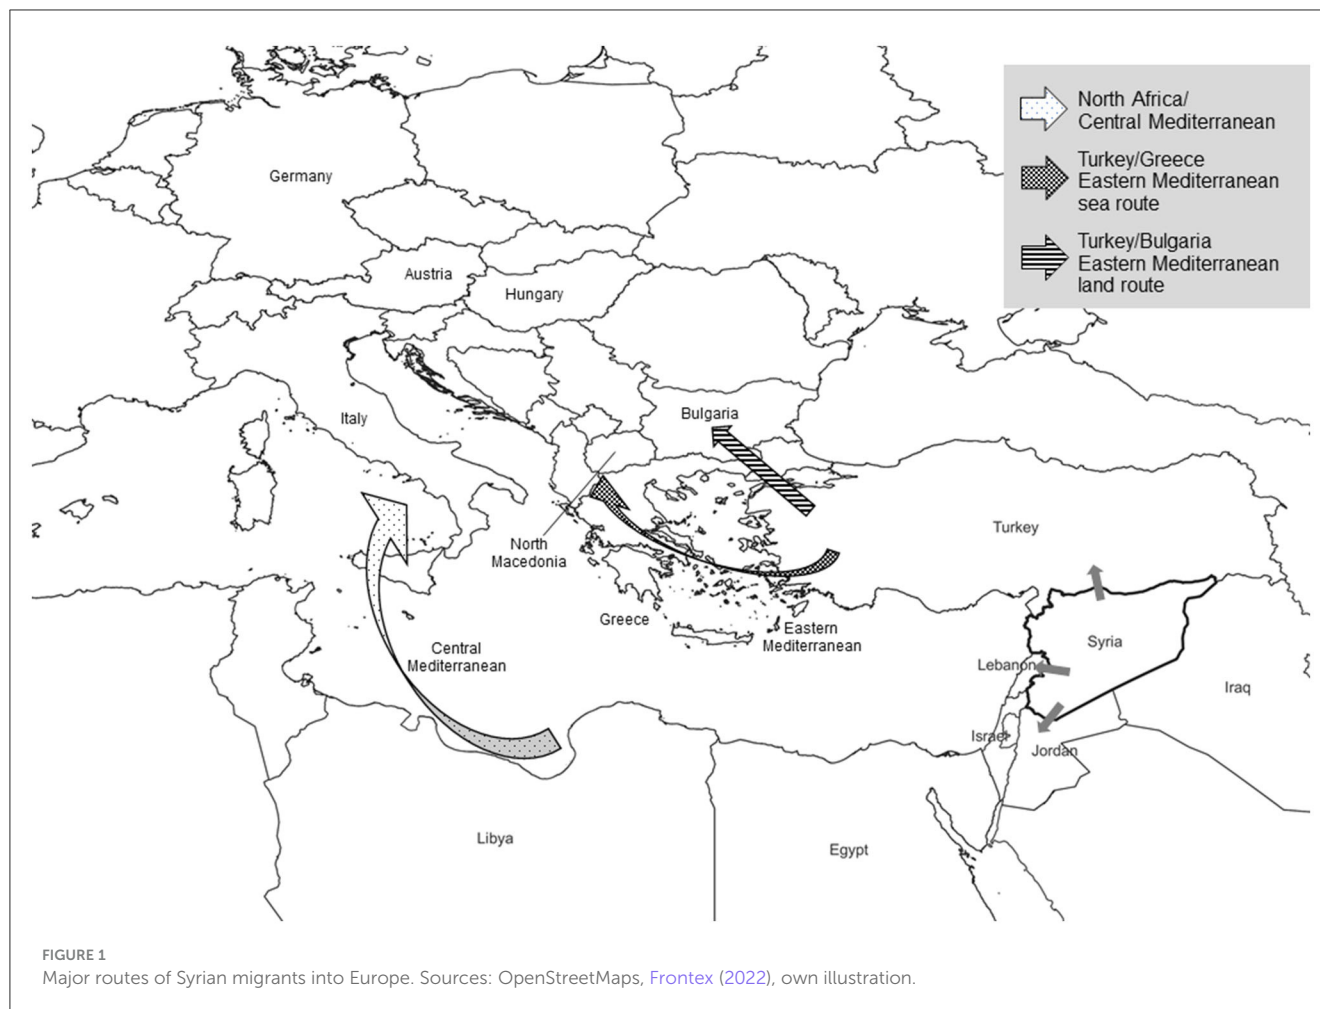 North Africa/
Central Mediterranean
Turkey/Greece
Eastern Mediterranean
sea route
Turkey/Bulgaria
Eastern Mediterranean
land route
Germany
Austria
Hungary
Bulgaria
Italy
Turkey
North
Macedonia
Greece
Eastern
Mediterranean
Central
Mediterranean
Syria
Lebanon
Iraq
Israel
Jordan
Libya
Egypt
FIGURE 1
Major routes of Syrian migrants into Europe. Sources: OpenStreetMaps, Frontex (2022), own illustration.